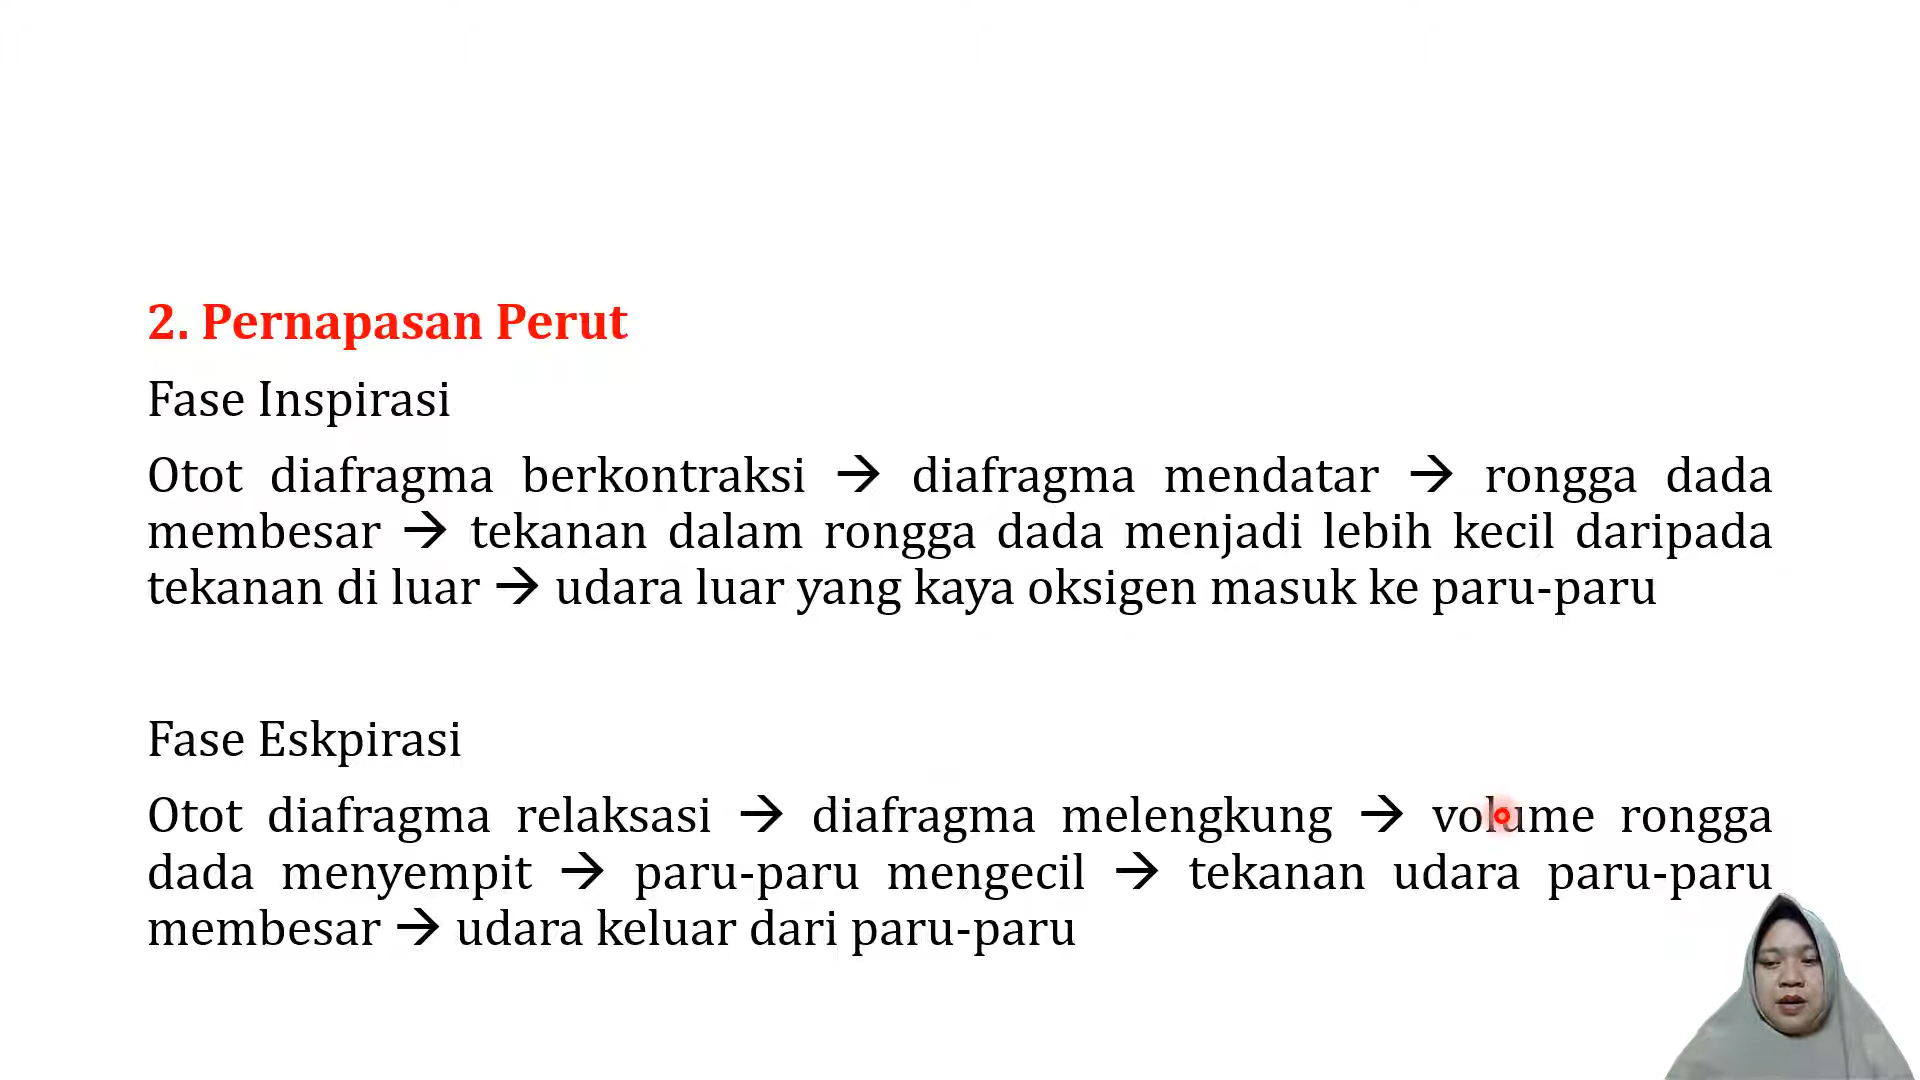 2. Pernapasan Perut
Fase Inspirasi
Otot diafragma berkontraksi → diafragma mendatar → rongga dada
membesar → tekanan dalam rongga dada menjadi lebih kecil daripada
tekanan di luar → udara luar yang kaya oksigen masuk ke paru-paru
Fase Eskpirasi
Otot diafragma relaksasi → diafragma melengkung → volume rongga
dada menyempit → paru-paru mengecil → tekanan udara paru-paru
membesar → udara keluar dari paru-paru